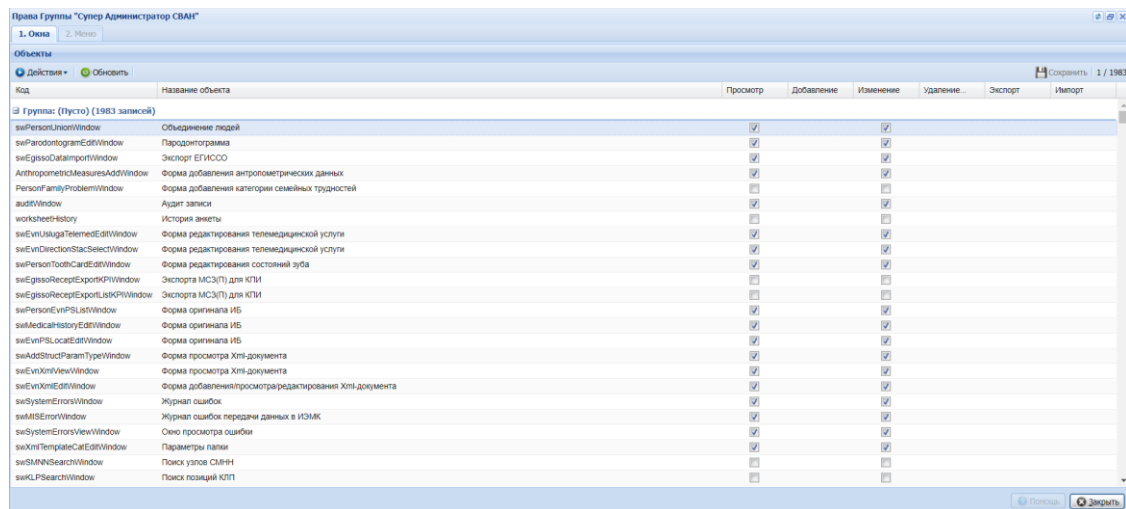 Права Группы "Супер Администратор СВАН"
1. Окна 2. Меню
Объекты
Действия Обновить Сохранить 1 / 1983
Код Название объекта Просмотр Добавление Изменение Удаление... Экспорт Импорт
Группа: (Пусто) (1983 записей)
swPersonUnionWindow Объединение людей
swParodontogramEditWindow Пародонтограмма
swEgissoDataImportWindow Экспорт ЕГИССО
AnthropometricMeasuresAddWindow Форма добавления антропометрических данных
PersonFamilyProblemWindow Форма добавления категории семейных трудностей
auditWindow Аудит записи
worksheetHistory История анкеты
swEvnUslugaTelemedEditWindow Форма редактирования телемедицинской услуги
swEvnDirectionStacSelectWindow Форма редактирования телемедицинской услуги
swPersonToothCardEditWindow Форма редактирования состояний зуба
swEgissoReceptExportKPIWindow Экспорта МСЗ(П) для КПИ
swEgissoReceptExportListKPIWindow Экспорта МСЗ(П) для КПИ
swPersonEvnPSListWindow Форма оригинала ИБ
swMedicalHistoryEditWindow Форма оригинала ИБ
swEvnPSLocatEditWindow Форма оригинала ИБ
swAddStructParamTypeWindow Форма просмотра Xml-документа
swEvnXmlViewWindow Форма просмотра Xml-документа
swEvnXmlEditWindow Форма добавления/просмотра/редактирования Xml-документа
swSystemErrorsWindow Журнал ошибок
swMISErrorWindow Журнал ошибок передачи данных в ИЭМК
swSystemErrorsViewWindow Окно просмотра ошибки
swXmlTemplateCatEditWindow Параметры папки
swSMNNSearchWindow Поиск узлов СМНН
swKLPSearchWindow Поиск позиций КЛП
Помощь Закрыть